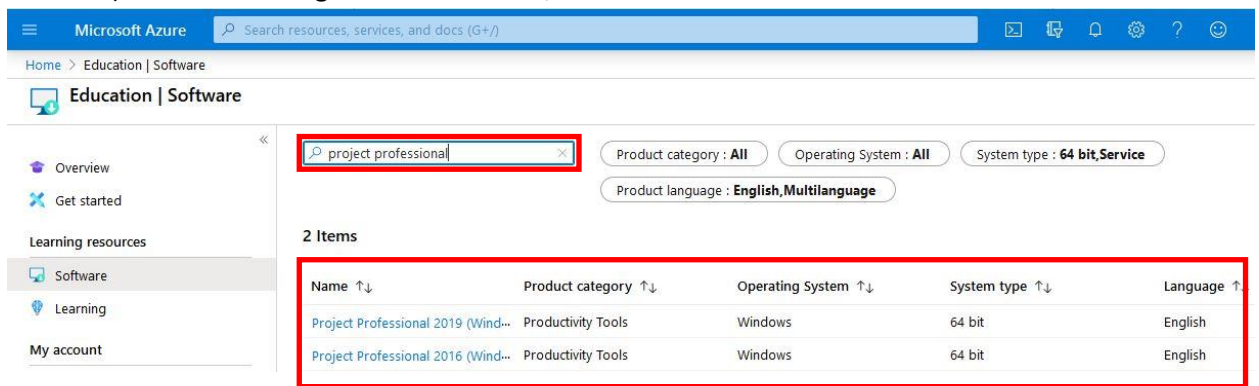 Microsoft Azure Search resources, services, and docs (G+/)
Home > Education | Software
Education | Software
project professional
Product category : All Operating System : All System type : 64 bit,Service
Product language : English,Multilanguage
Overview
Get started
Learning resources
Software
Learning
My account
2 Items
Name Product category Operating System System type Language
Project Professional 2019 (Wind... Productivity Tools Windows 64 bit English
Project Professional 2016 (Wind... Productivity Tools Windows 64 bit English